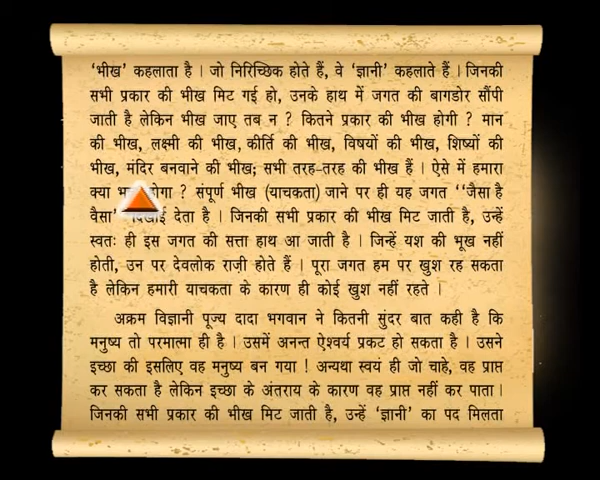 ‘भीख’ कहलाता है । जो निरिच्छिक होते हैं, वे ‘ज्ञानी’ कहलाते हैं । जिनकी
सभी प्रकार की भीख मिट गई हो, उनके हाथ में जगत की बागडोर सौंपी
जाती है लेकिन भीख जाए तब न ? कितने प्रकार की भीख होगी ? मान
की भीख, लक्ष्मी की भीख, कीर्ति की भीख, विषयों की भीख, शिष्यों की
भीख, मंदिर बनवाने की भीख; सभी तरह-तरह की भीख हैं । ऐसे में हमारा
क्या ? संपूर्ण भीख (याचकता) जाने पर ही यह जगत ‘‘जैसा है
वैसा’ देता है । जिनकी सभी प्रकार की भीख मिट जाती है, उन्हें
स्वतः ही इस जगत की सत्ता हाथ आ जाती है । जिन्हें यश की भूख नहीं
होती, उन पर देवलोक राज़ी होते हैं । पूरा जगत हम पर खुश रह सकता
है लेकिन हमारी याचकता के कारण ही कोई खुश नहीं रहते ।
अक्रम विज्ञानी पूज्य दादा भगवान ने कितनी सुंदर बात कही है कि
मनुष्य तो परमात्मा ही है । उसमें अनन्त ऐश्वर्य प्रकट हो सकता है । उसने
इच्छा की इसलिए वह मनुष्य बन गया ! अन्यथा स्वयं ही जो चाहे, वह प्राप्त
कर सकता है लेकिन इच्छा के अंतराय के कारण वह प्राप्त नहीं कर पाता ।
जिनकी सभी प्रकार की भीख मिट जाती है, उन्हें ‘ज्ञानी’ का पद मिलता